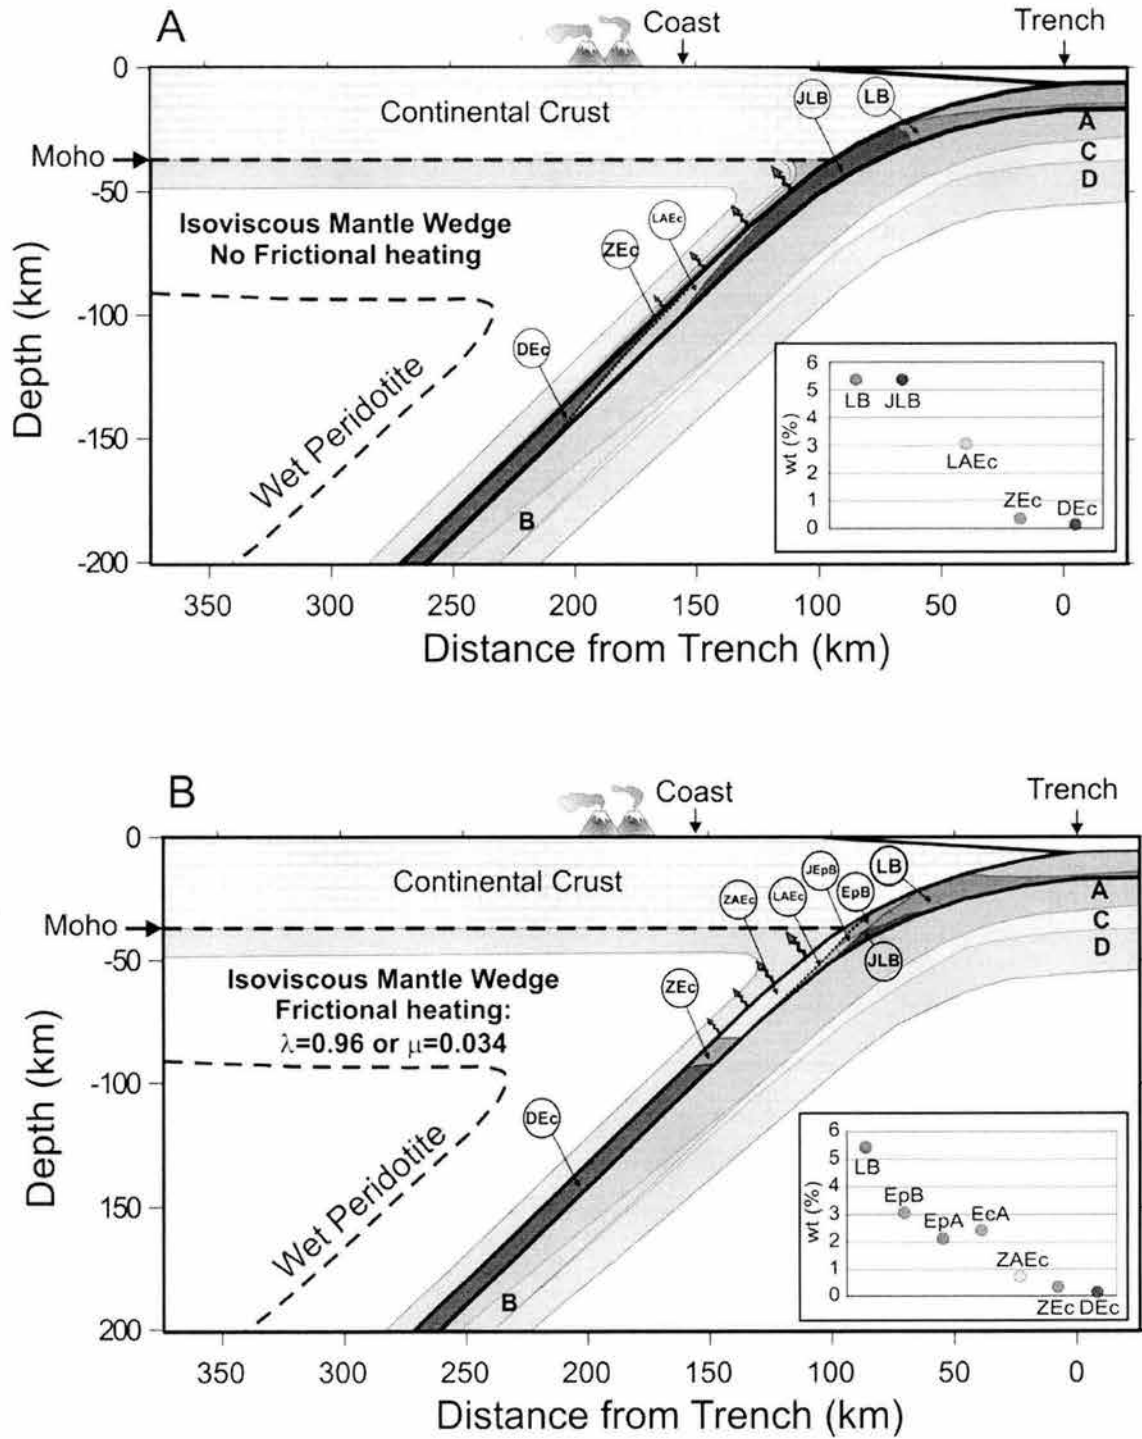 A
Coast
Trench
0
Continental Crust
JLB
LB
A
Moho
C
-50
D
Isoviscous Mantle Wedge
No Frictional heating
LAEc
ZEc
-100
DEc
Wet Peridotite
-150
B
-200
Depth (km)
6
5
4
3
2
1
0
wt (%)
LB JLB
LAEc
ZEc
DEc
350 300 250 200 150 100 50 0
Distance from Trench (km)
B
Coast
Trench
0
Continental Crust
JEpB
LB
ZAEc
LAEc
EpB
A
Moho
C
JLB
D
-50
Isoviscous Mantle Wedge
Frictional heating:
λ=0.96 or μ=0.034
ZEc
-100
DEc
Wet Peridotite
150
B
200
Depth (km)
6
5
4
3
2
1
0
wt (%)
LB
EpB
EpA
EcA
ZAEc
ZEc DEc
350 300 250 200 150 100 50 0
Distance from Trench (km)